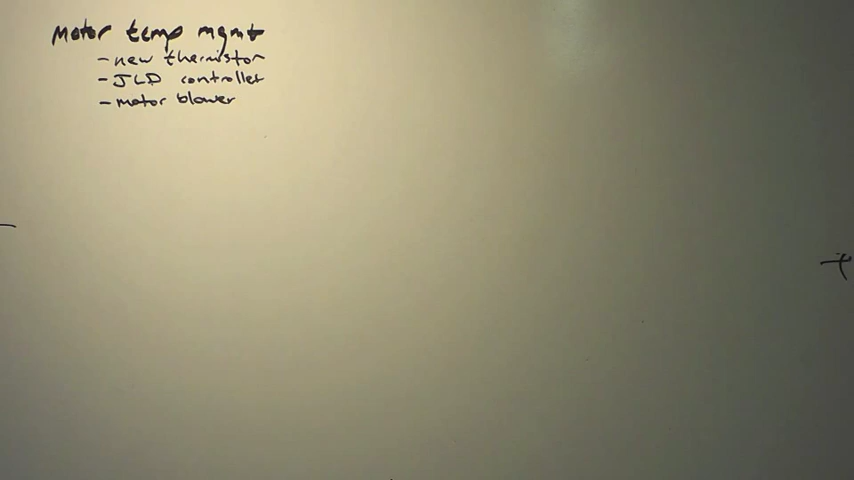 Motor temp mgmt
- new thermistor
- JLD controller
- motor blower